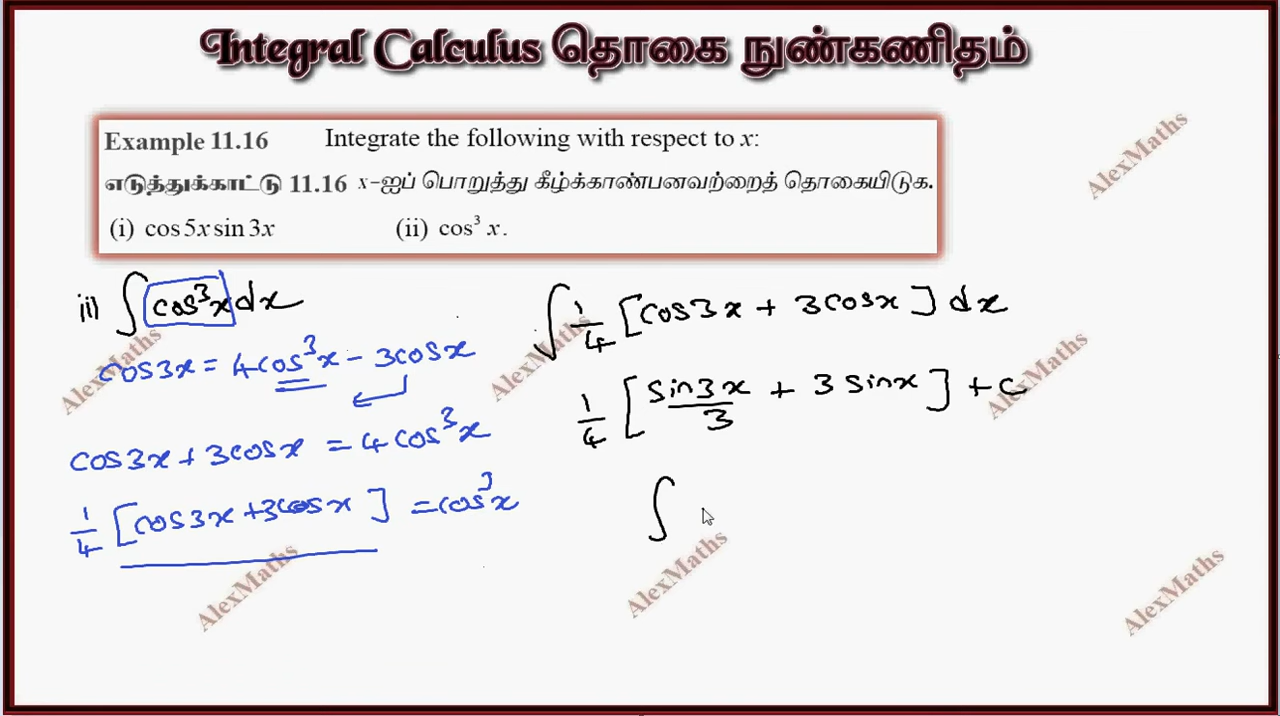 Integral Calculus தொகை நுண்கணிதம்
Example 11.16 Integrate the following with respect to x:
எடுத்துக்காட்டு 11.16 x-ஐப் பொறுத்து கீழ்க்காண்பனவற்றைத் தொகையிடுக.
(i) cos 5x sin 3x (ii) cos³ x.
ii) ∫ cos³x dx
cos3x = 4cos³x - 3cosx
cos3x + 3cosx = 4cos³x
1/4 [cos3x + 3cosx] = cos³x
∫ 1/4 [cos3x + 3cosx] dx
1/4 [sin3x/3 + 3 sinx] + c
∫
AlexMaths
AlexMaths
AlexMaths
AlexMaths
AlexMaths
AlexMaths
AlexMaths